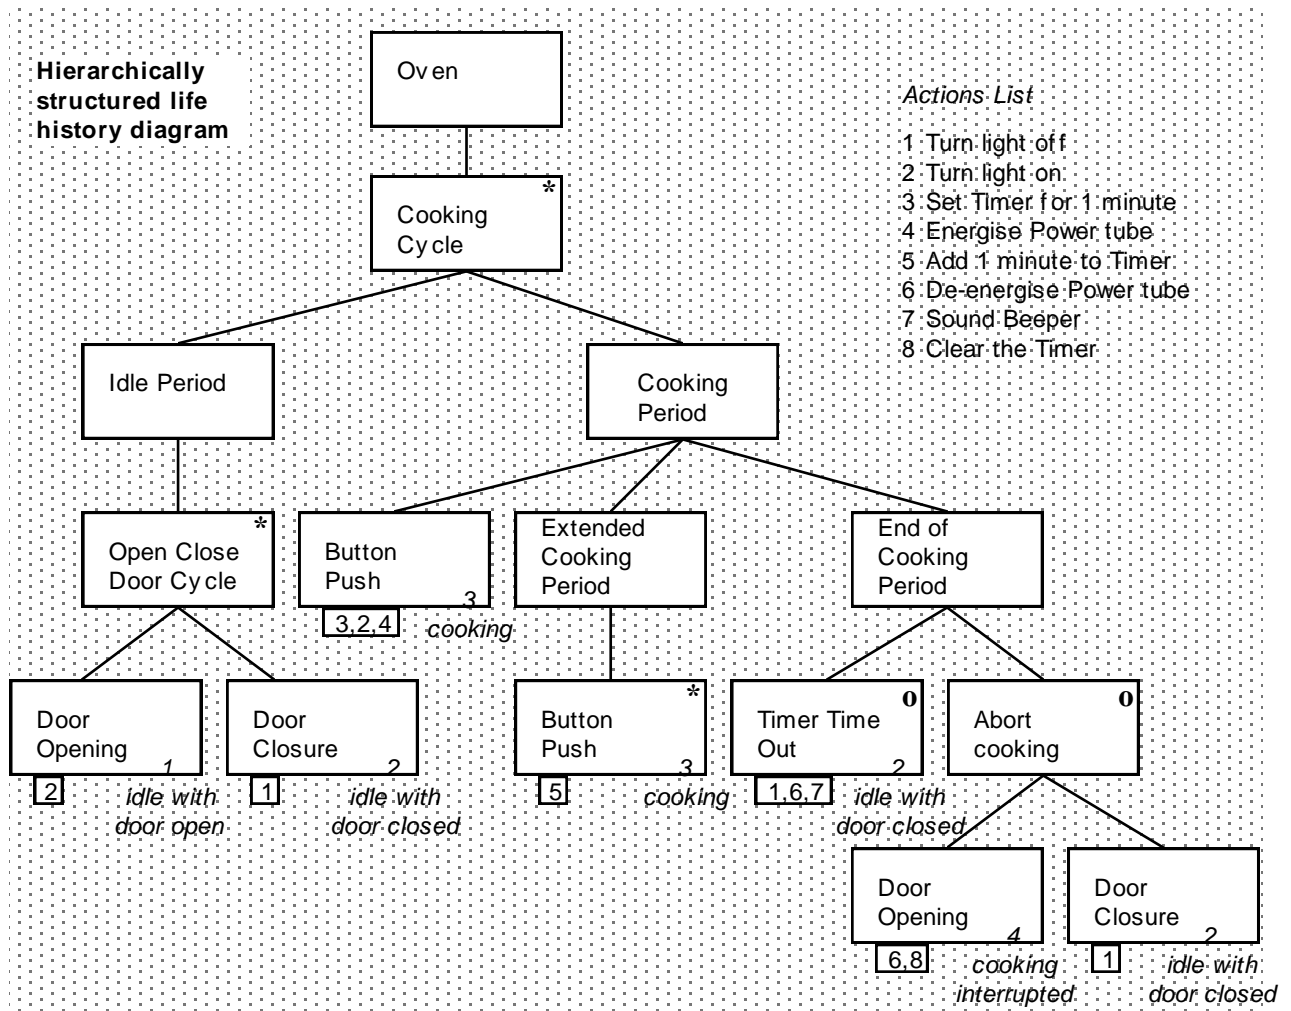 Hierarchically
structured life
history diagram
Oven
Actions List
1 Turn light off
2 Turn light on
3 Set Timer for 1 minute
4 Energise Power tube
5 Add 1 minute to Timer
6 De-energise Power tube
7 Sound Beeper
8 Clear the Timer
*
Cooking
Cycle
Idle Period
Cooking
Period
*
Open Close
Door Cycle
Button
Push
3
3,2,4
cooking
Extended
Cooking
Period
End of
Cooking
Period
Door
Opening
1
2
idle with
door open
Door
Closure
2
1
idle with
door closed
*
Button
Push
3
5
cooking
o
Timer Time
Out
2
1,6,7
idle with
door closed
o
Abort
cooking
Door
Opening
4
6,8
cooking
interrupted
Door
Closure
2
1
idle with
door closed